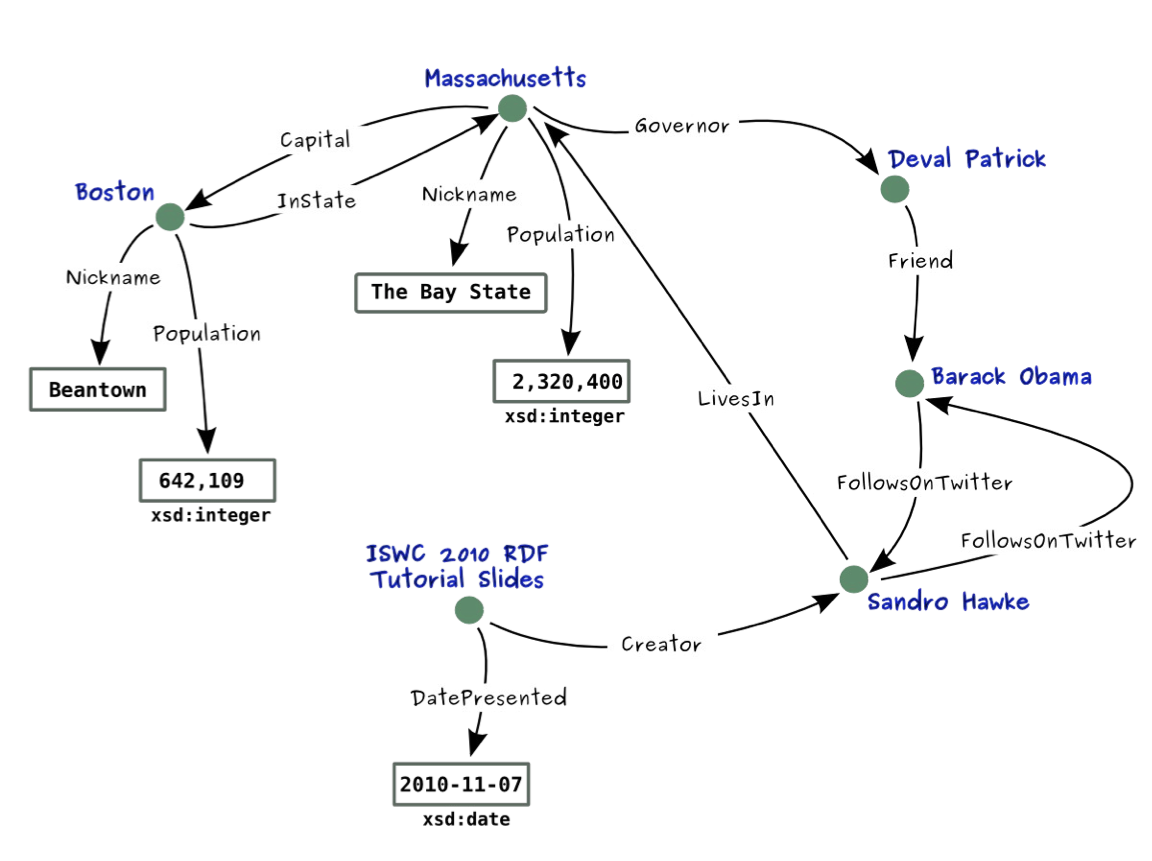 Massachusetts
Capital
Governor
Deval Patrick
Boston
InState
Nickname
Population
Friend
Nickname
The Bay State
Population
2,320,400
xsd:integer
Beantown
Barack Obama
LivesIn
642,109
xsd:integer
FollowsOnTwitter
FollowsOnTwitter
ISWC 2010 RDF
Tutorial Slides
Sandro Hawke
Creator
DatePresented
2010-11-07
xsd:date